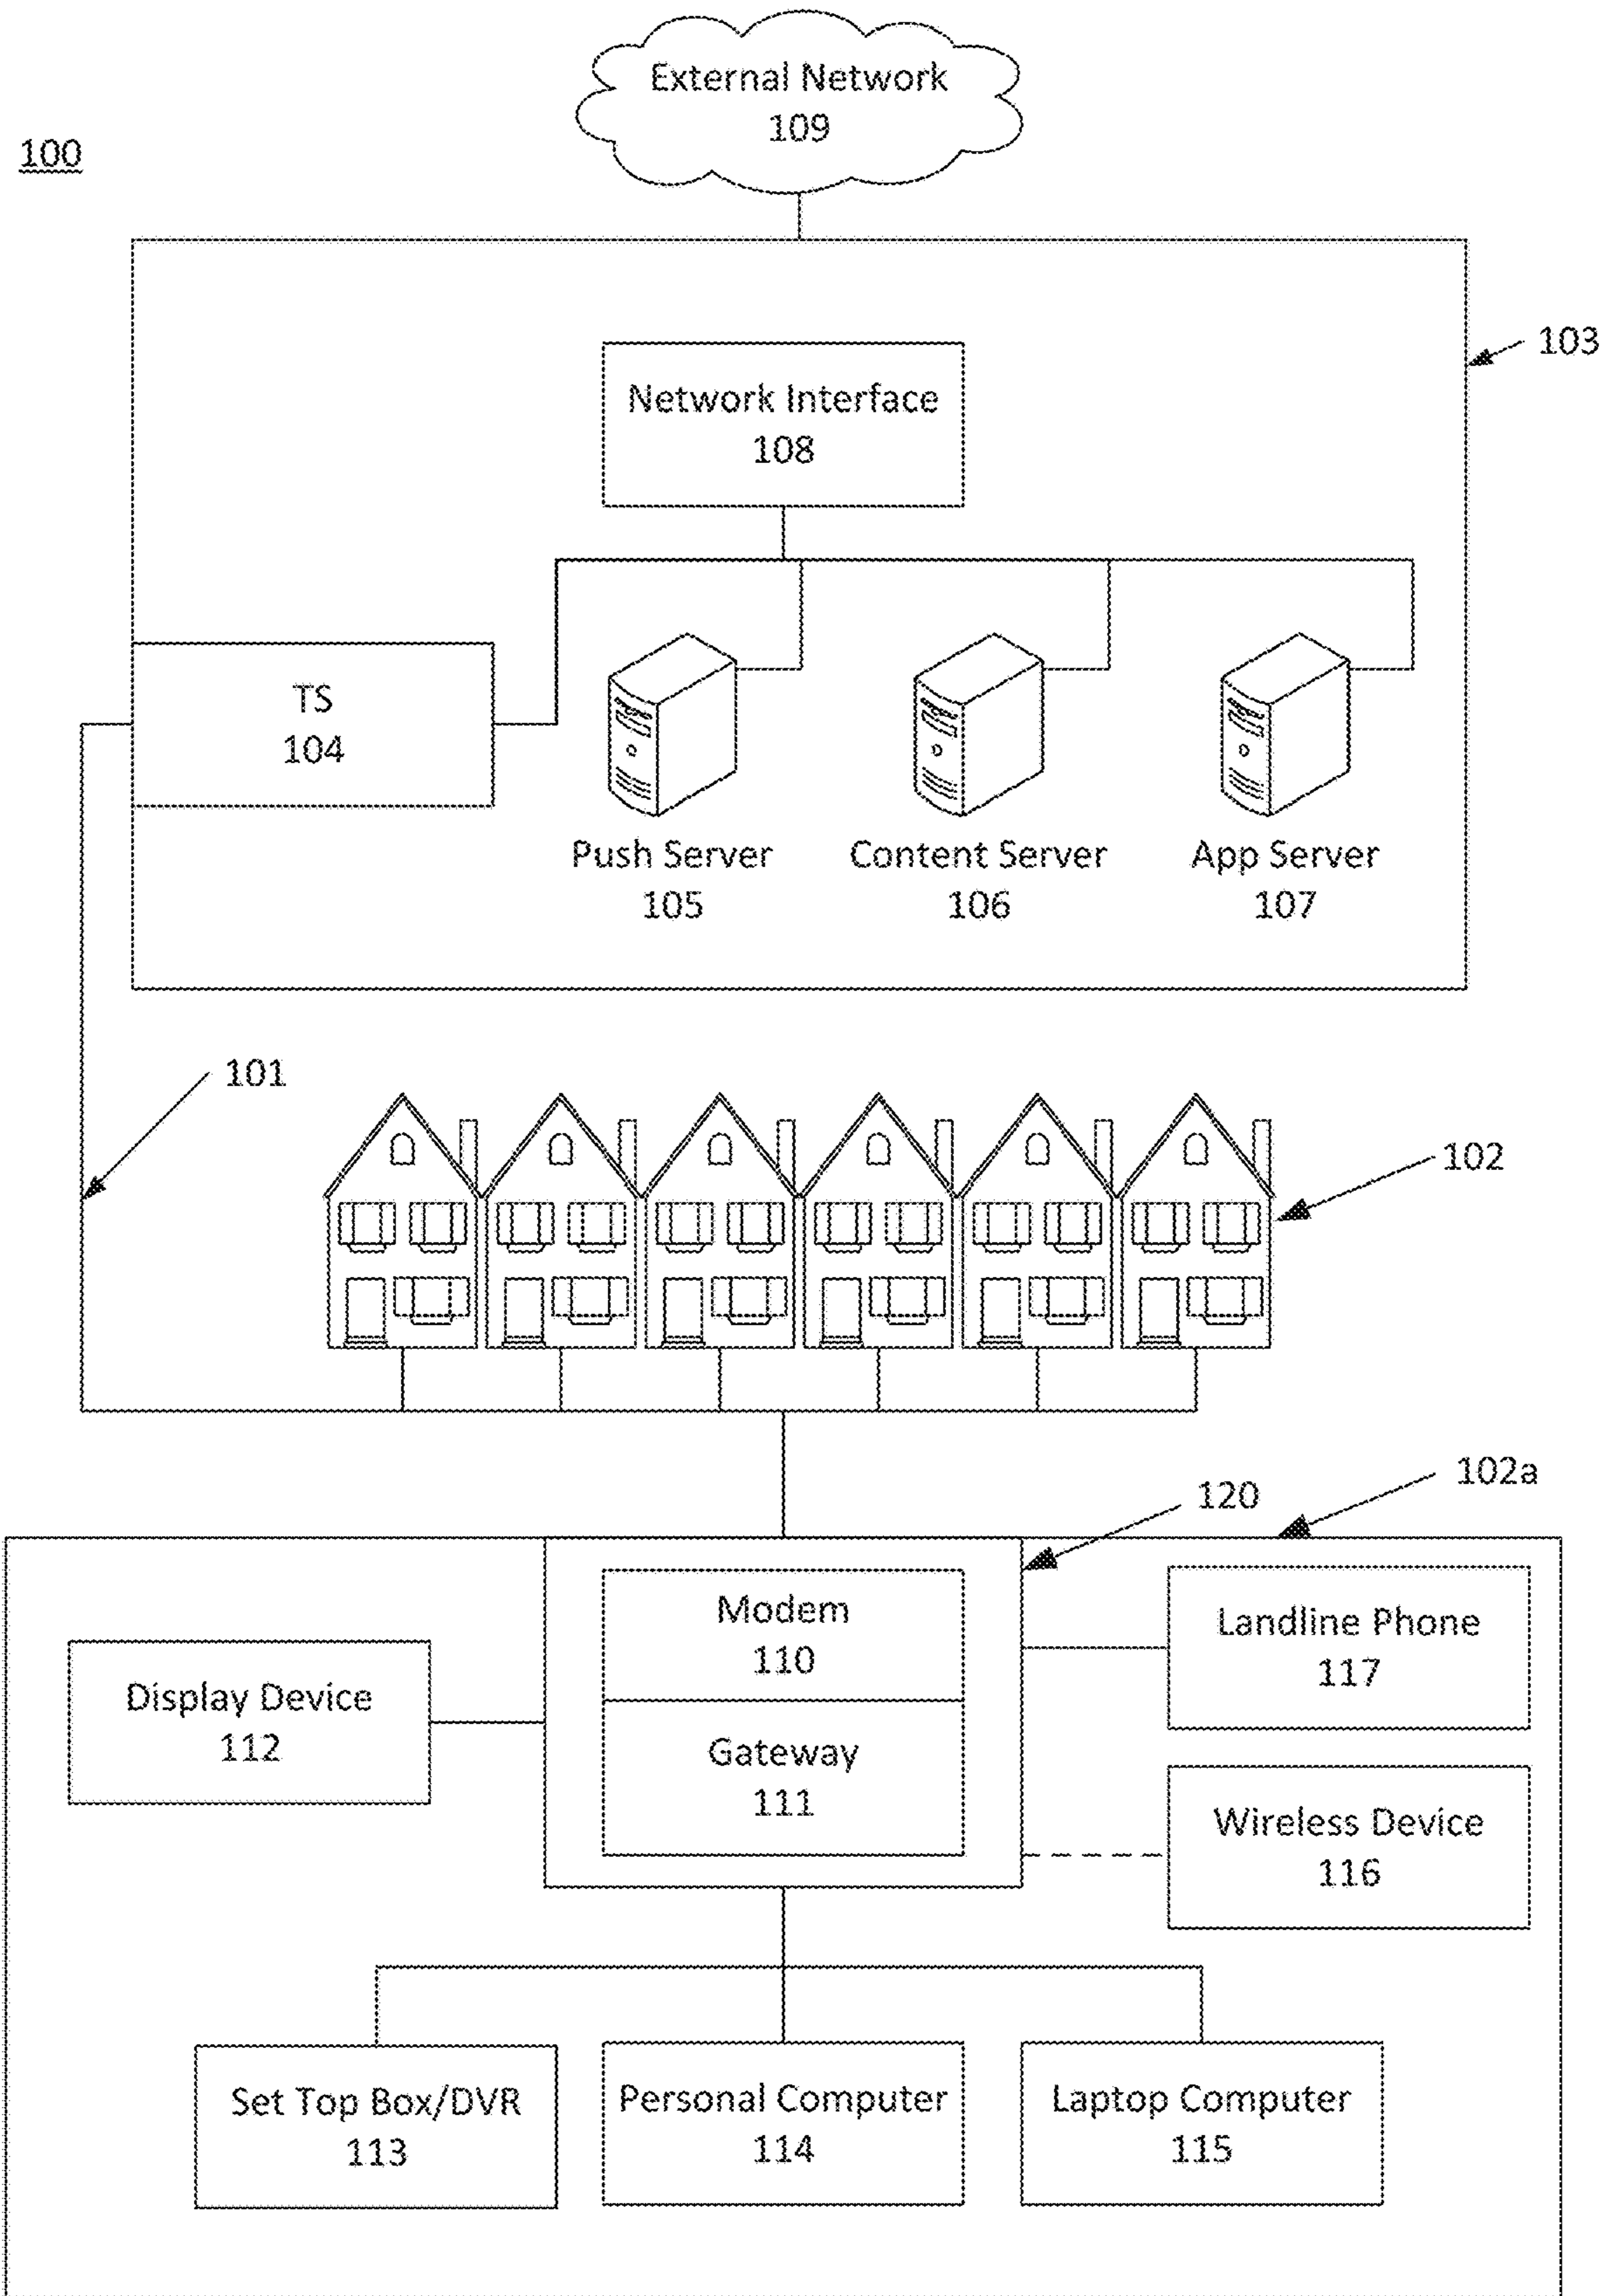 External Network
109
100
103
Network Interface
108
TS
104
Push Server
105
Content Server
106
App Server
107
101
102
102a
120
Modem
110
Landline Phone
117
Display Device
112
Gateway
111
Wireless Device
116
Set Top Box/DVR
113
Personal Computer
114
Laptop Computer
115